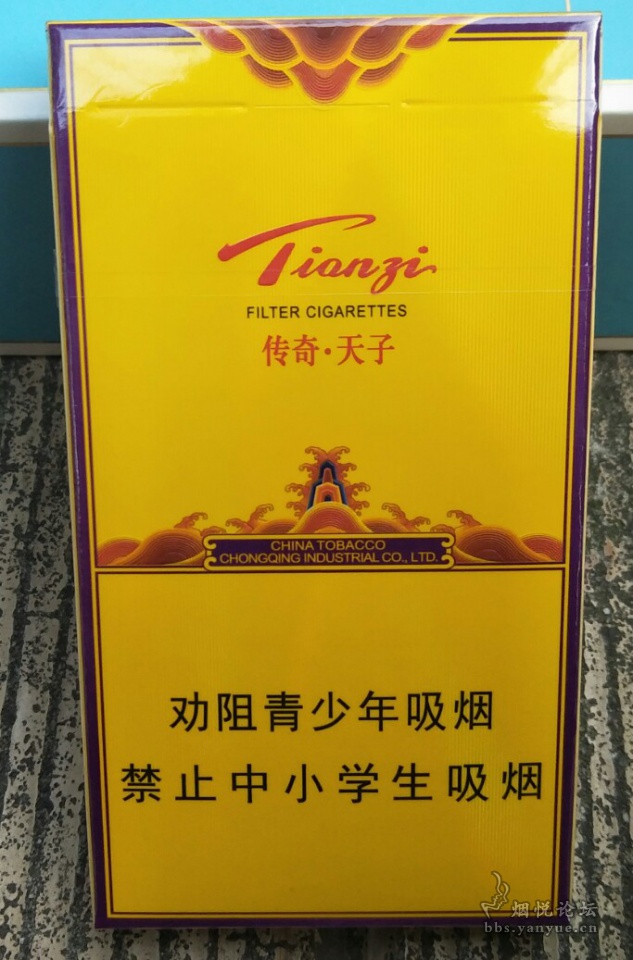 Tianzi
FILTER CIGARETTES
传奇·天子
CHINA TOBACCO
CHONGQING INDUSTRIAL CO., LTD.
劝阻青少年吸烟
禁止中小学生吸烟
烟悦论坛
bbs.yanyue.cn